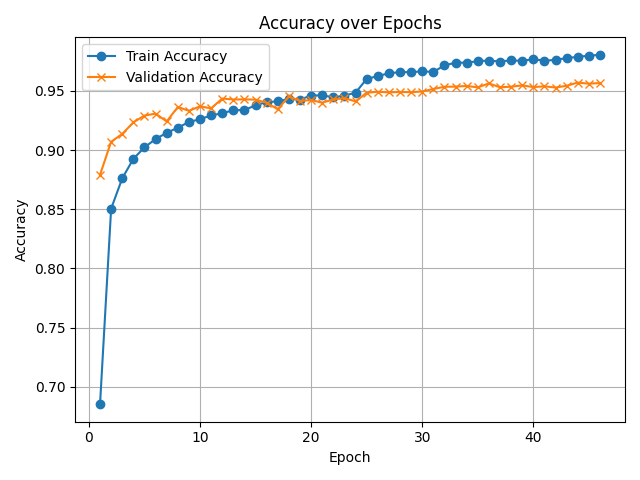 Accuracy over Epochs
Train Accuracy
Validation Accuracy
Accuracy
0.95
0.90
0.85
0.80
0.75
0.70
0 10 20 30 40
Epoch